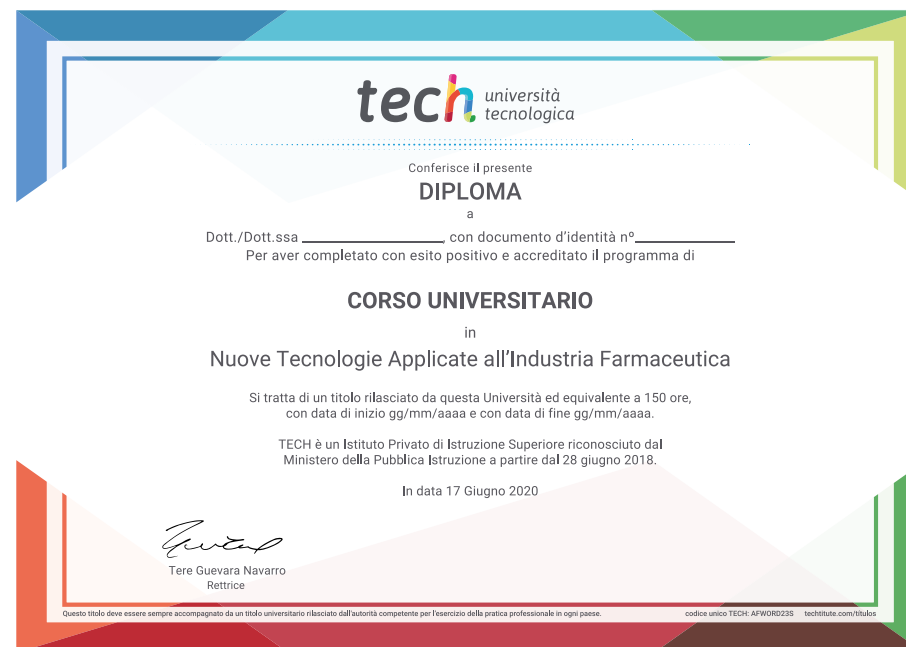 tech università
tecnologica
Conferisce il presente
DIPLOMA
a
Dott./Dott.ssa ________________, con documento d'identità nº____________
Per aver completato con esito positivo e accreditato il programma di
CORSO UNIVERSITARIO
in
Nuove Tecnologie Applicate all'Industria Farmaceutica
Si tratta di un titolo rilasciato da questa Università ed equivalente a 150 ore,
con data di inizio gg/mm/aaaa e con data di fine gg/mm/aaaa.
TECH è un Istituto Privato di Istruzione Superiore riconosciuto dal
Ministero della Pubblica Istruzione a partire dal 28 giugno 2018.
In data 17 Giugno 2020
Tere Guevara Navarro
Rettrice
Questo titolo deve essere sempre accompagnato da un titolo universitario rilasciato dall'autorità competente per l'esercizio della pratica professionale in ogni paese. codice unico TECH: AFWORD23S techtitute.com/títulos